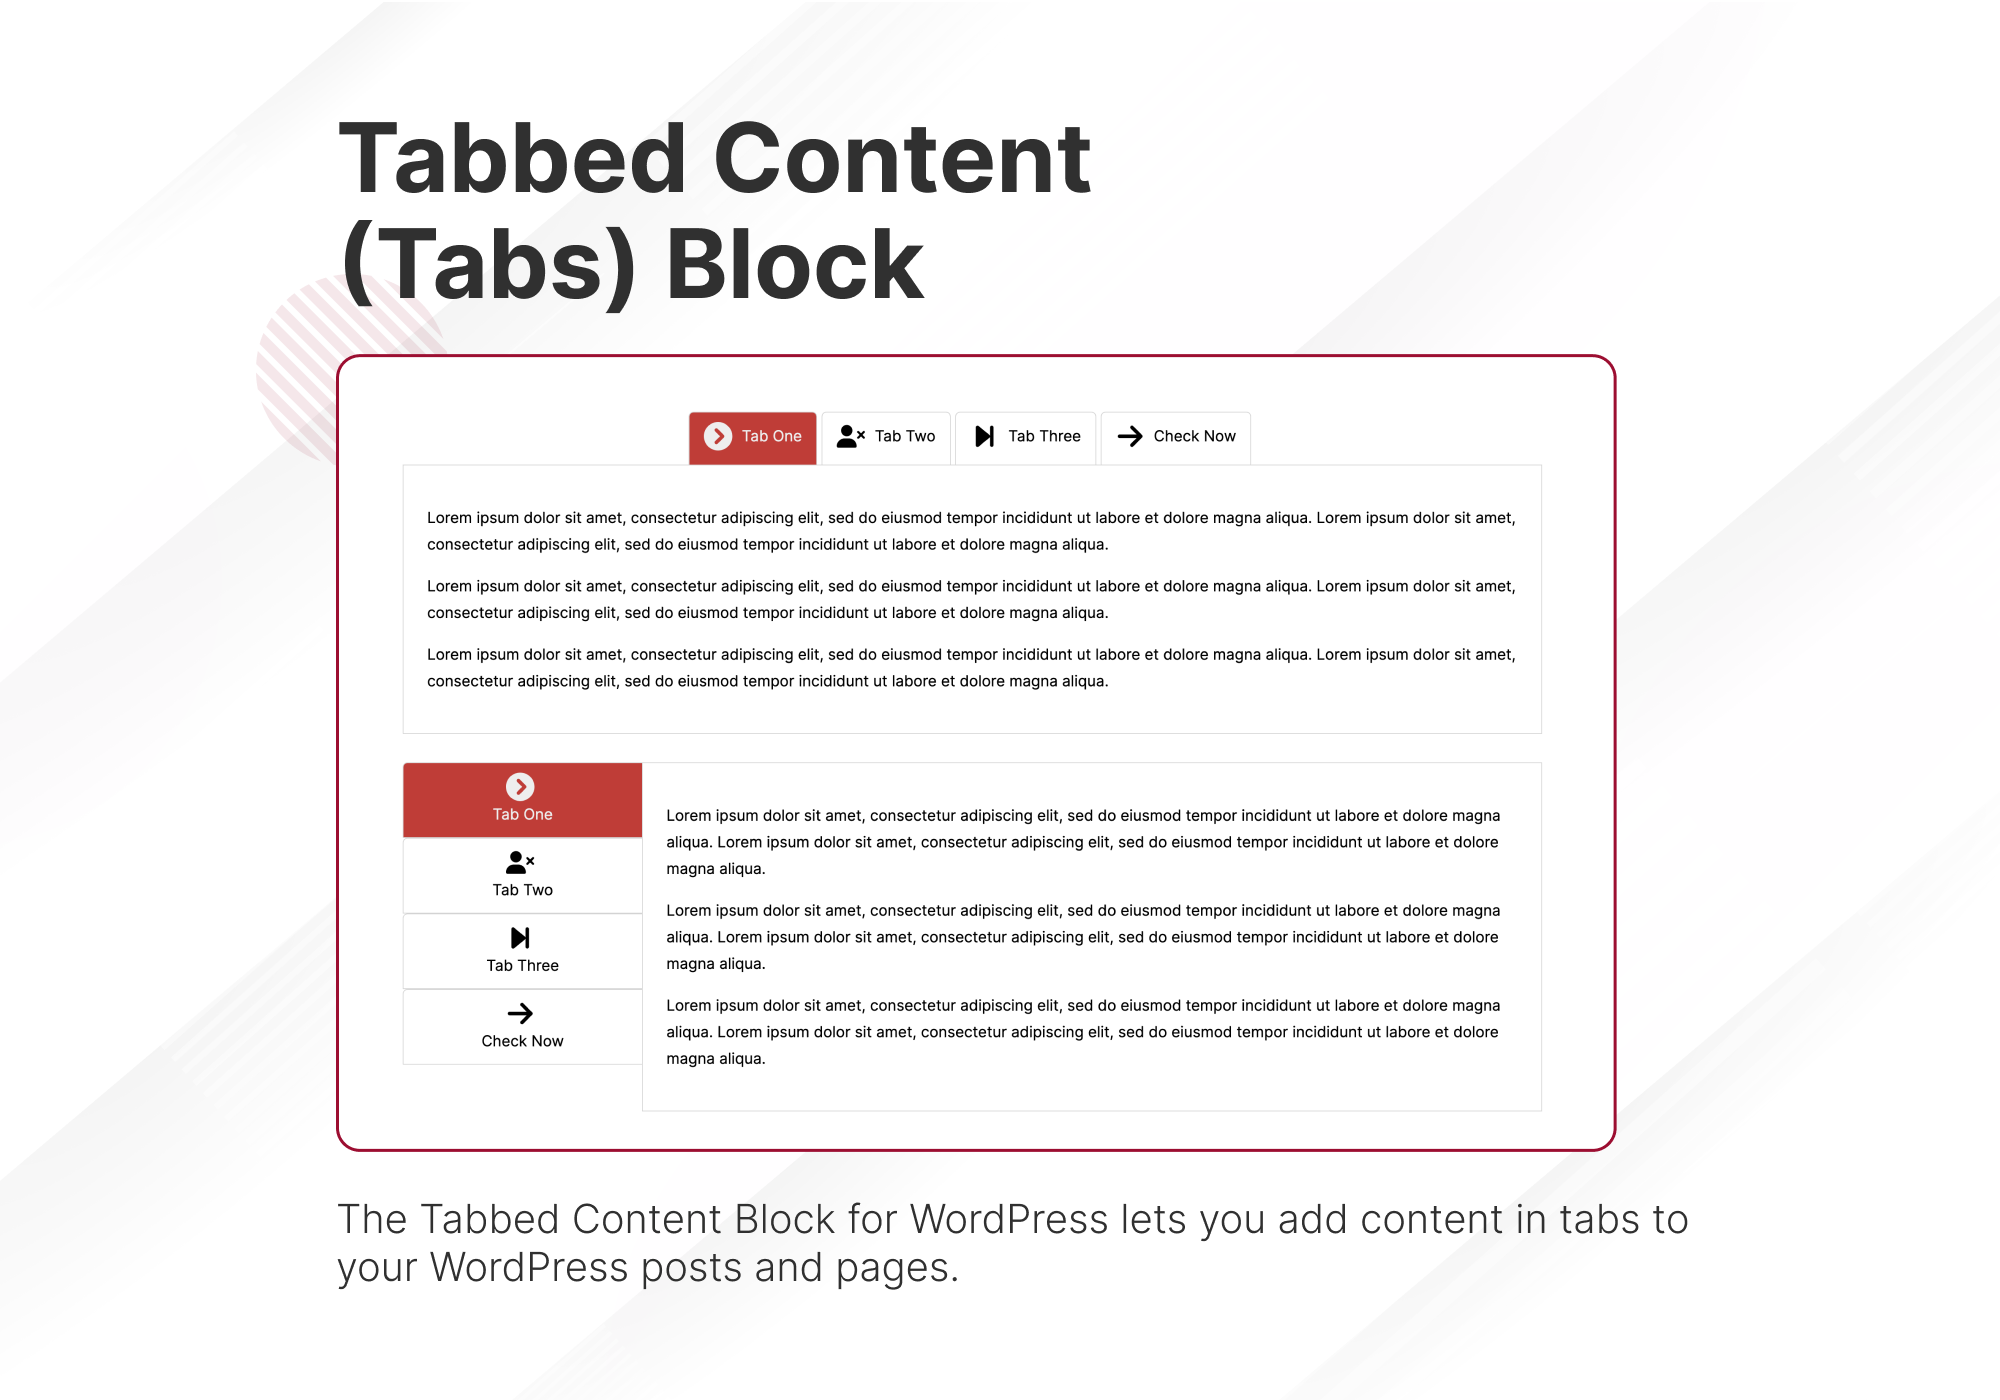 Tabbed Content
(Tabs) Block
Tab One
Tab Two
Tab Three
Check Now
Lorem ipsum dolor sit amet, consectetur adipiscing elit, sed do eiusmod tempor incididunt ut labore et dolore magna aliqua. Lorem ipsum dolor sit amet,
consectetur adipiscing elit, sed do eiusmod tempor incididunt ut labore et dolore magna aliqua.
Lorem ipsum dolor sit amet, consectetur adipiscing elit, sed do eiusmod tempor incididunt ut labore et dolore magna aliqua. Lorem ipsum dolor sit amet,
consectetur adipiscing elit, sed do eiusmod tempor incididunt ut labore et dolore magna aliqua.
Lorem ipsum dolor sit amet, consectetur adipiscing elit, sed do eiusmod tempor incididunt ut labore et dolore magna aliqua. Lorem ipsum dolor sit amet,
consectetur adipiscing elit, sed do eiusmod tempor incididunt ut labore et dolore magna aliqua.
Tab One
Tab Two
Tab Three
Check Now
Lorem ipsum dolor sit amet, consectetur adipiscing elit, sed do eiusmod tempor incididunt ut labore et dolore magna
aliqua. Lorem ipsum dolor sit amet, consectetur adipiscing elit, sed do eiusmod tempor incididunt ut labore et dolore
magna aliqua.
Lorem ipsum dolor sit amet, consectetur adipiscing elit, sed do eiusmod tempor incididunt ut labore et dolore magna
aliqua. Lorem ipsum dolor sit amet, consectetur adipiscing elit, sed do eiusmod tempor incididunt ut labore et dolore
magna aliqua.
Lorem ipsum dolor sit amet, consectetur adipiscing elit, sed do eiusmod tempor incididunt ut labore et dolore magna
aliqua. Lorem ipsum dolor sit amet, consectetur adipiscing elit, sed do eiusmod tempor incididunt ut labore et dolore
magna aliqua.
The Tabbed Content Block for WordPress lets you add content in tabs to
your WordPress posts and pages.